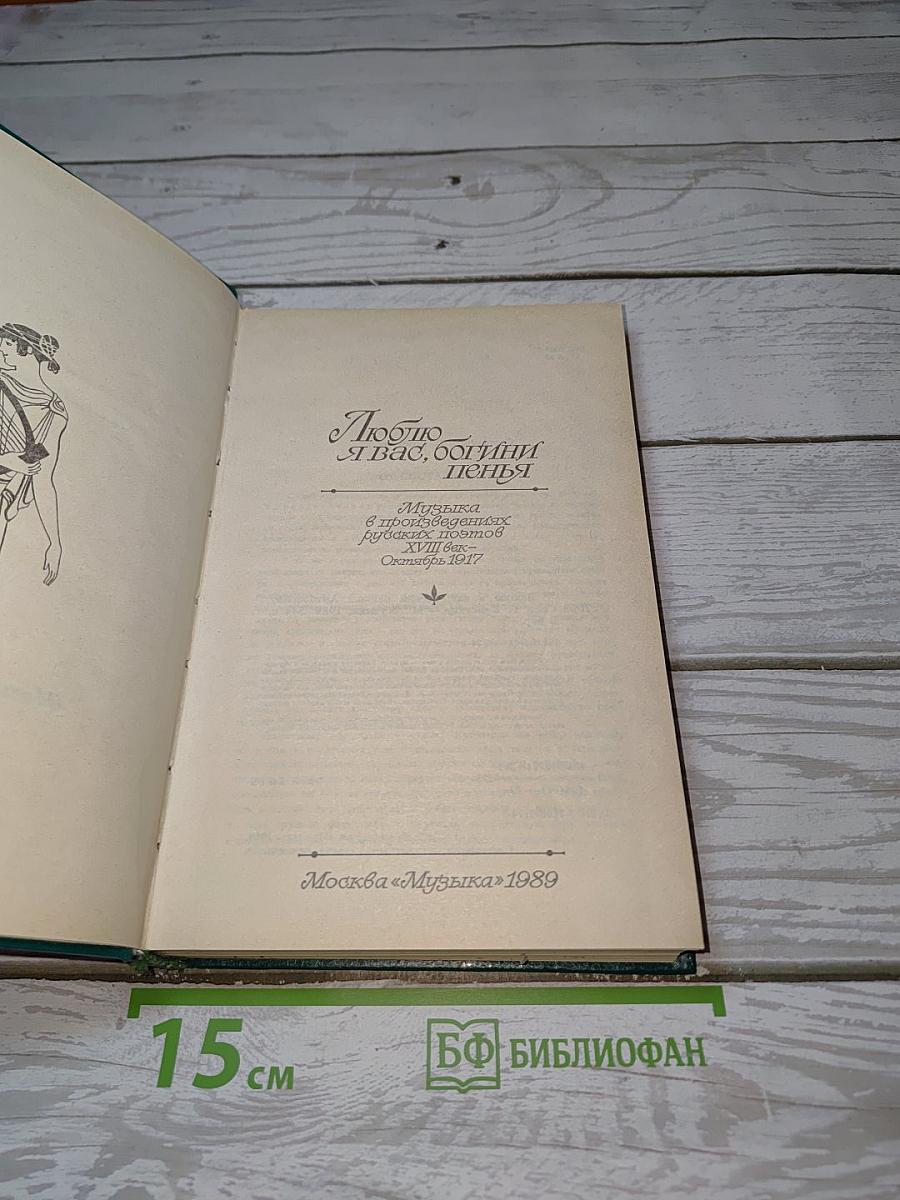 Люблю
я вас, богини
пенья
Музыка
в произведениях
русских поэтов
XVIII век–
Октябрь 1917
Москва «Музыка» 1989
15 см
БФ БИБЛИОФАН